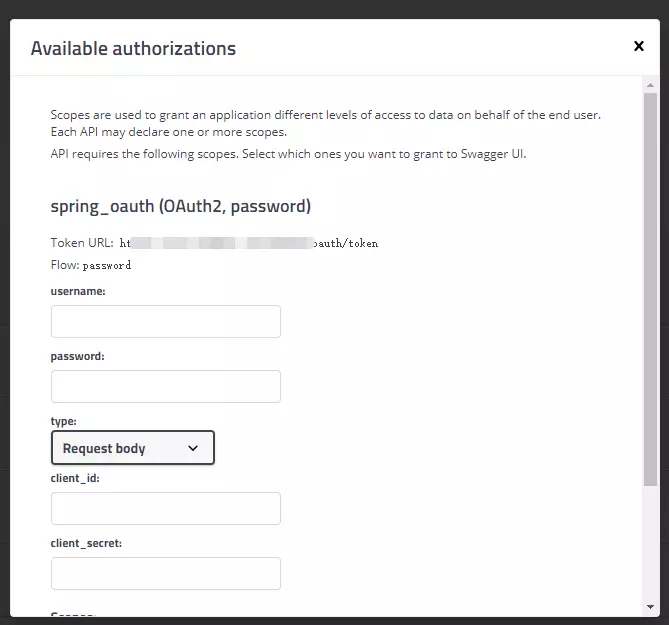 Available authorizations
Scopes are used to grant an application different levels of access to data on behalf of the end user.
Each API may declare one or more scopes.
API requires the following scopes. Select which ones you want to grant to Swagger UI.
spring_oauth (OAuth2, password)
Token URL: ht oauth/token
Flow: password
username:
password:
type:
Request body
client_id:
client_secret: